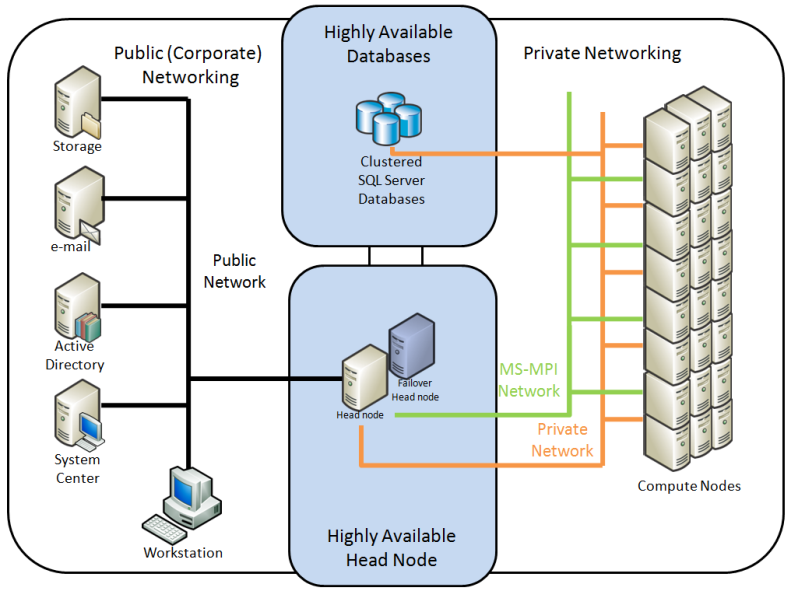 Public (Corporate)
Networking
Highly Available
Databases
Private Networking
Storage
Clustered
SQL Server
Databases
e-mail
Public
Network
Active
Directory
Failover
Head node
Head node
MS-MPI
Network
Private
Network
System
Center
Compute Nodes
Workstation
Highly Available
Head Node